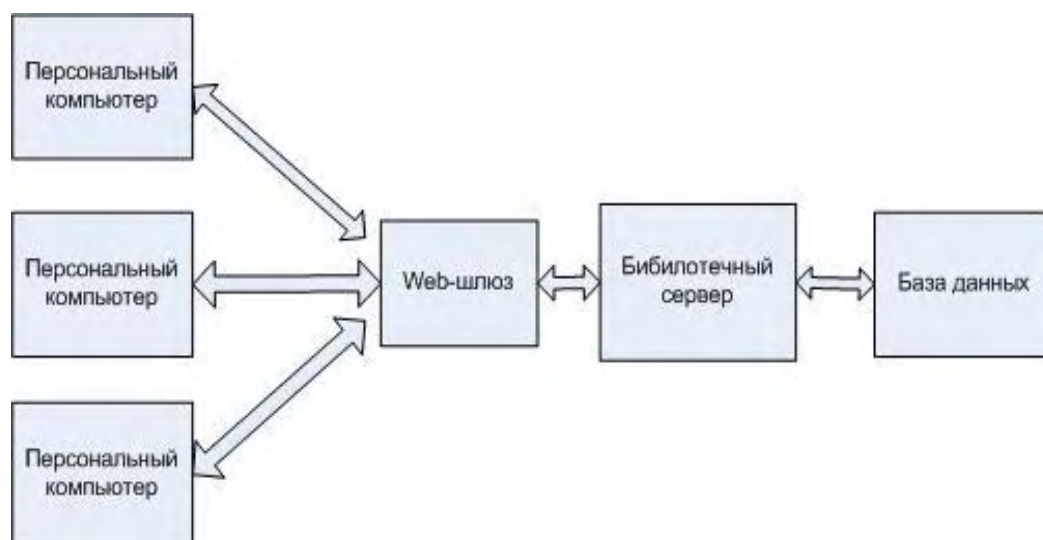 Персональный
компьютер
Персональный
компьютер
Web-шлюз
Бибилотечный
сервер
База данных
Персональный
компьютер